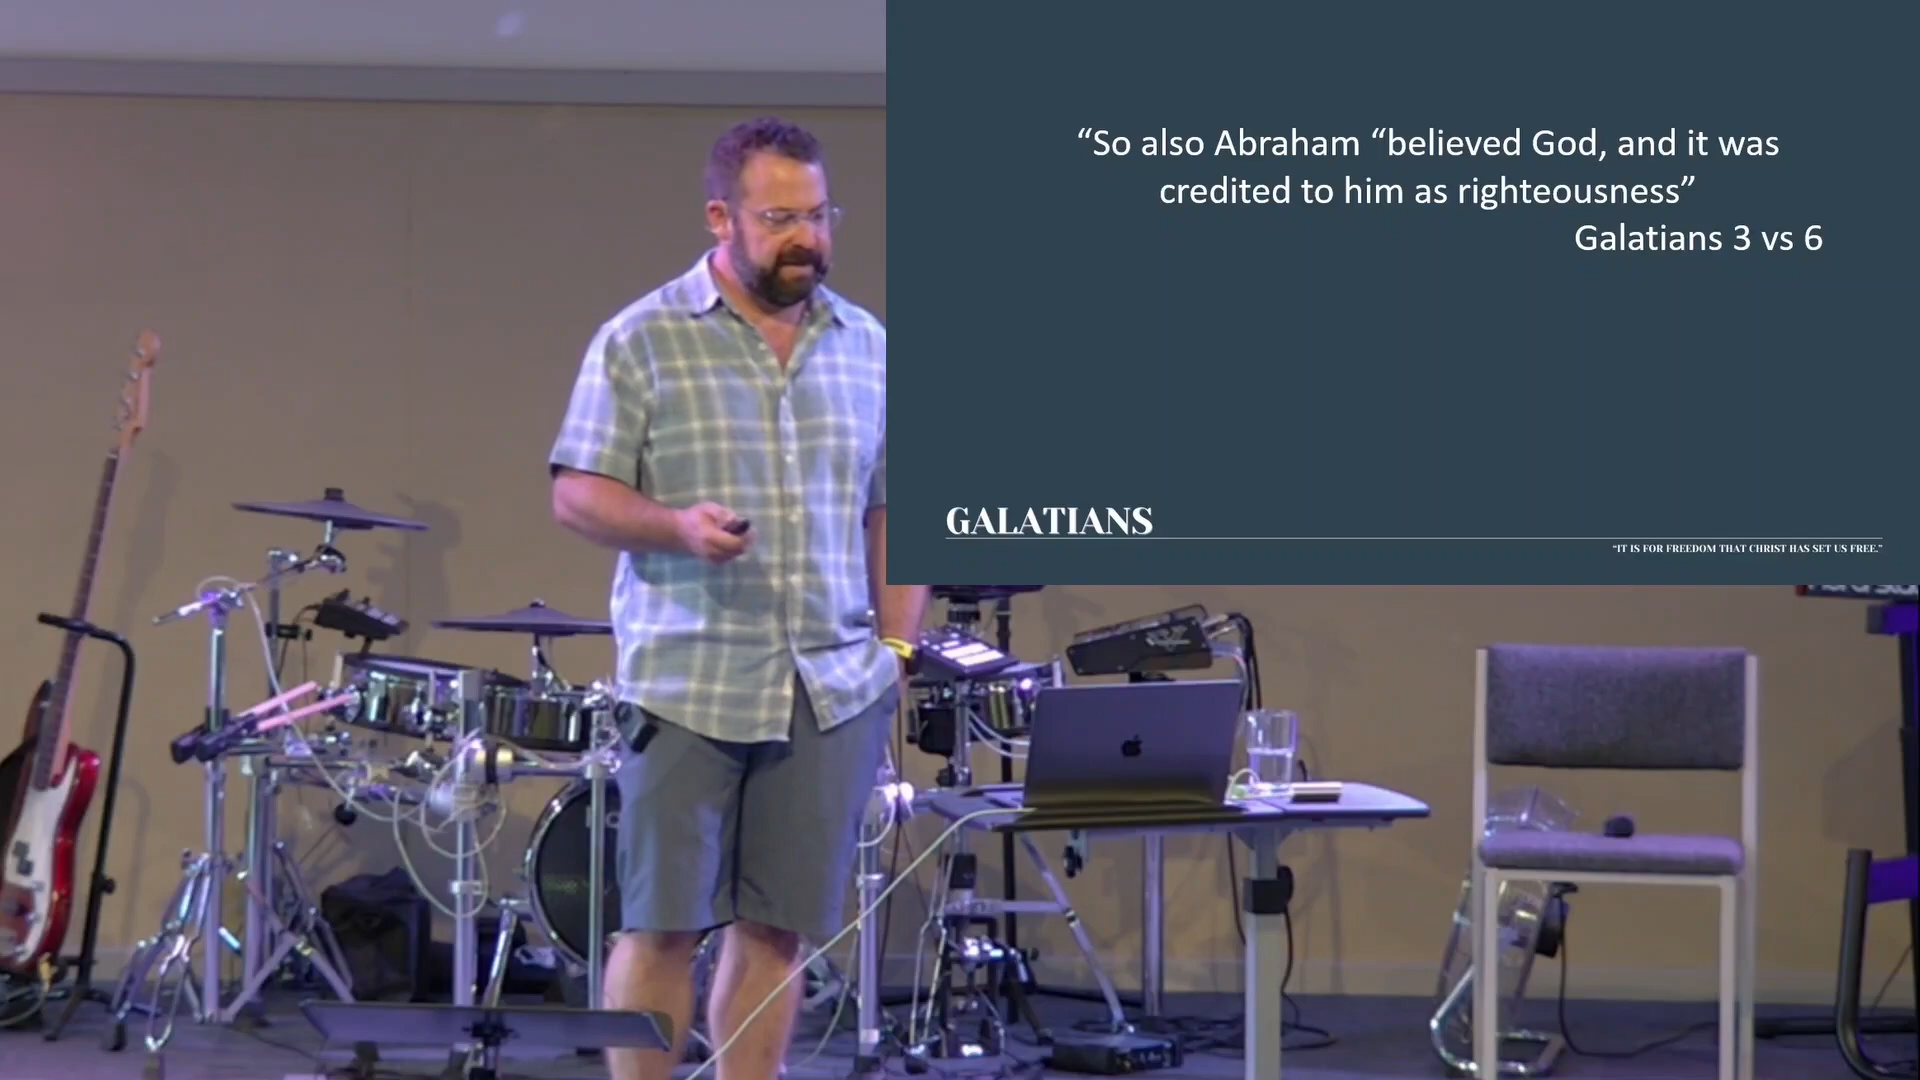 “So also Abraham “believed God, and it was
credited to him as righteousness”
Galatians 3 vs 6
GALATIANS
“IT IS FOR FREEDOM THAT CHRIST HAS SET US FREE.”